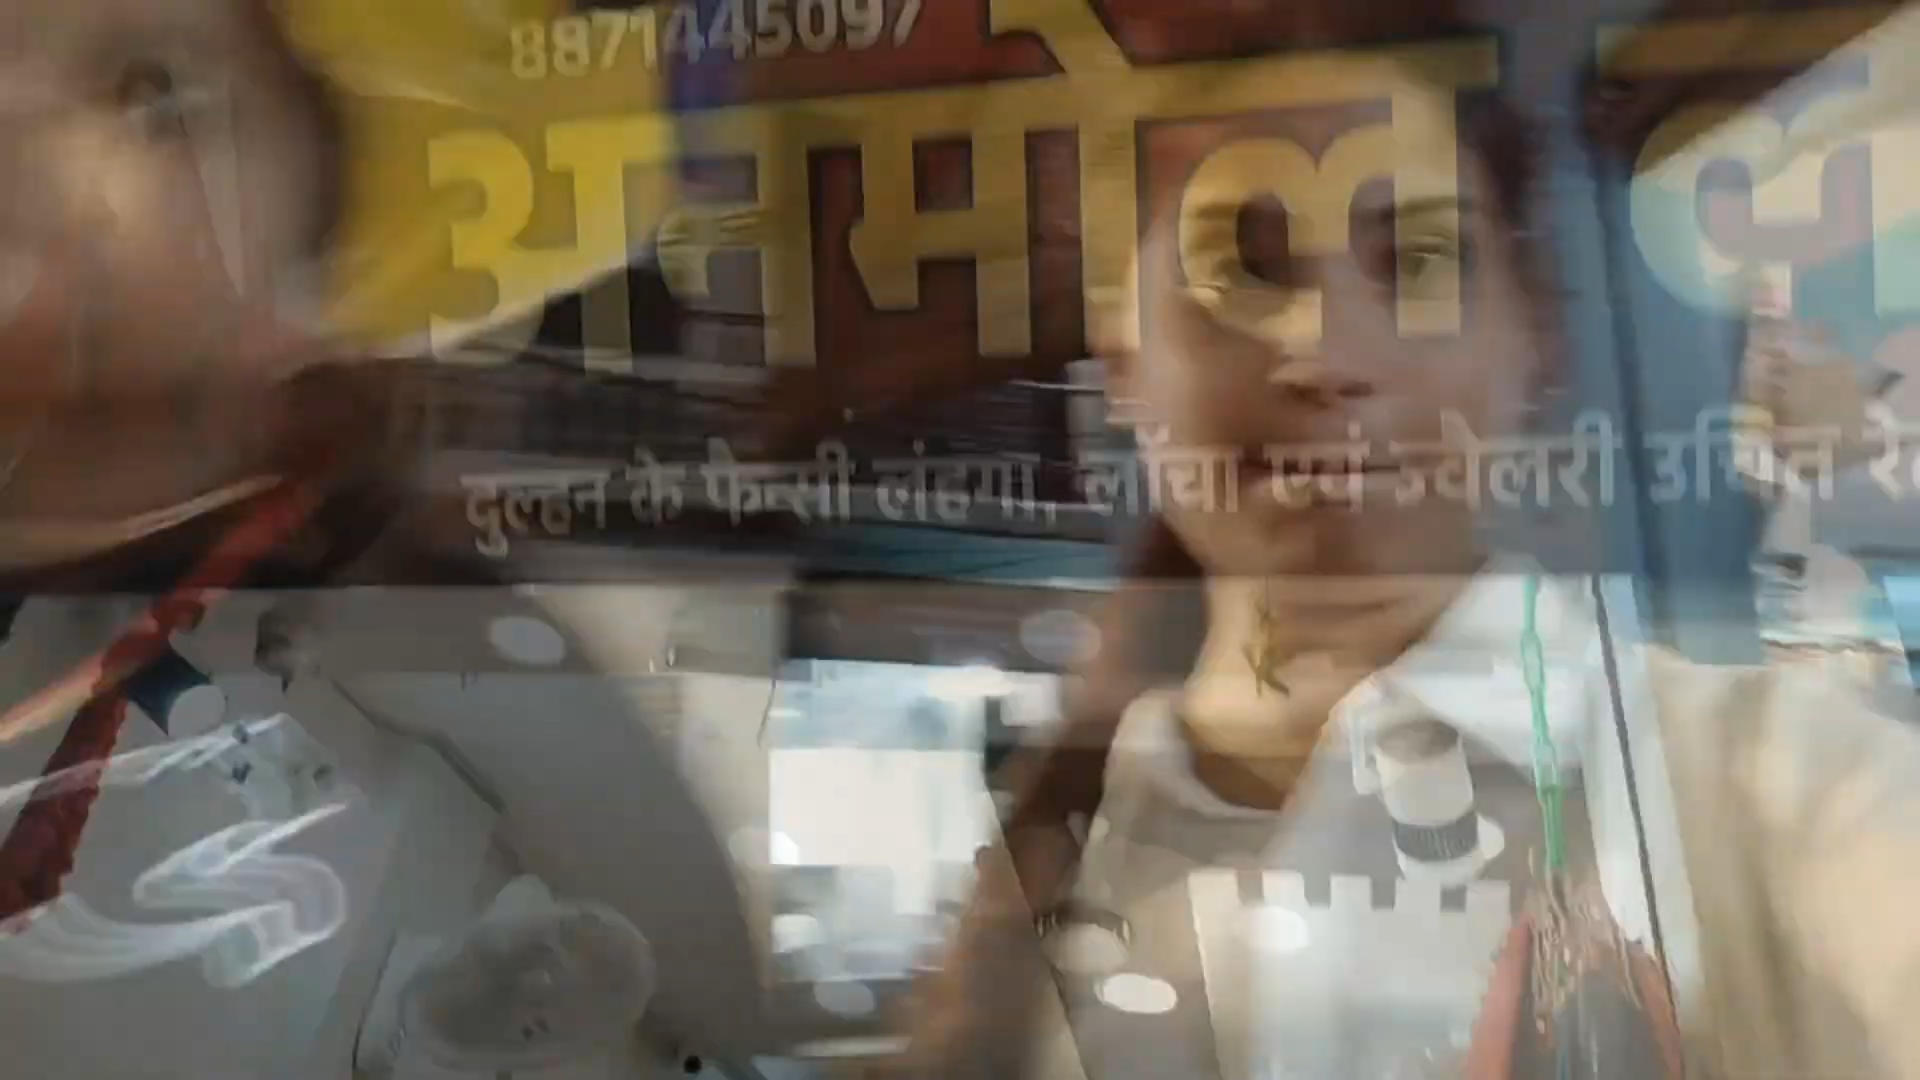 8871445097
अनमोल
दुल्हन के फैन्सी लंहगा, लॉचा एवं ज्वेलरी उचित